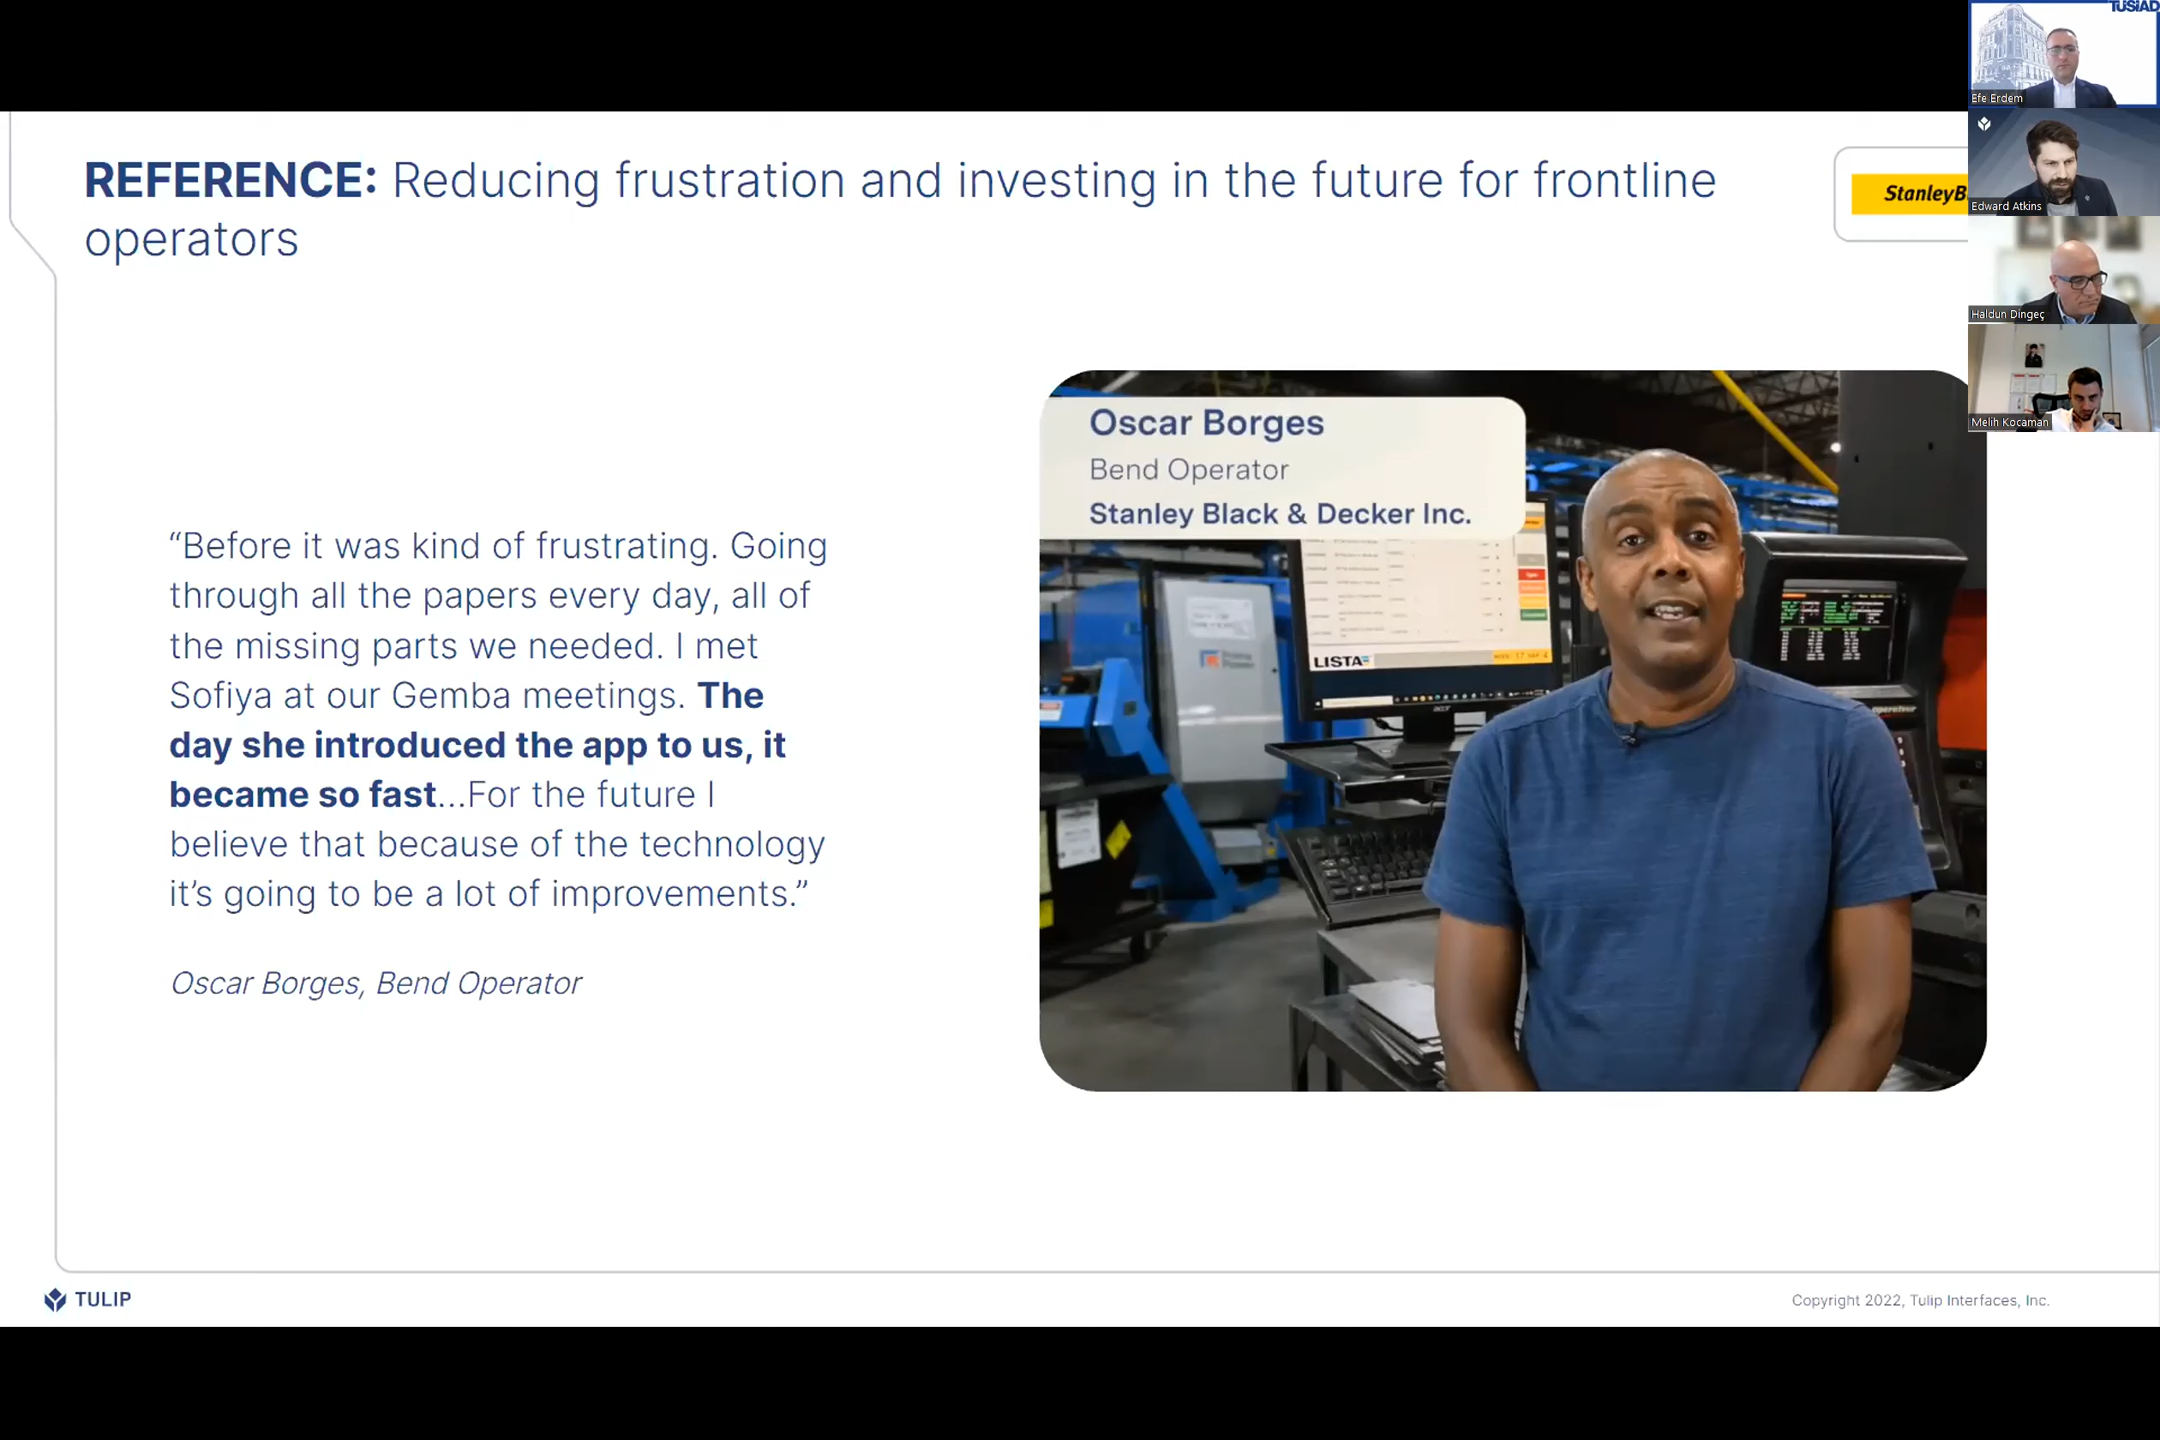 TÜSİAD
Efe Erdem
Edward Atkins
Haldun Dingeç
Melih Kocaman
REFERENCE: Reducing frustration and investing in the future for frontline
operators
StanleyB
Oscar Borges
Bend Operator
Stanley Black & Decker Inc.
“Before it was kind of frustrating. Going
through all the papers every day, all of
the missing parts we needed. I met
Sofiya at our Gemba meetings. The
day she introduced the app to us, it
became so fast...For the future I
believe that because of the technology
it’s going to be a lot of improvements.”
Oscar Borges, Bend Operator
LISTA
acer
TULIP
Copyright 2022, Tulip Interfaces, Inc.